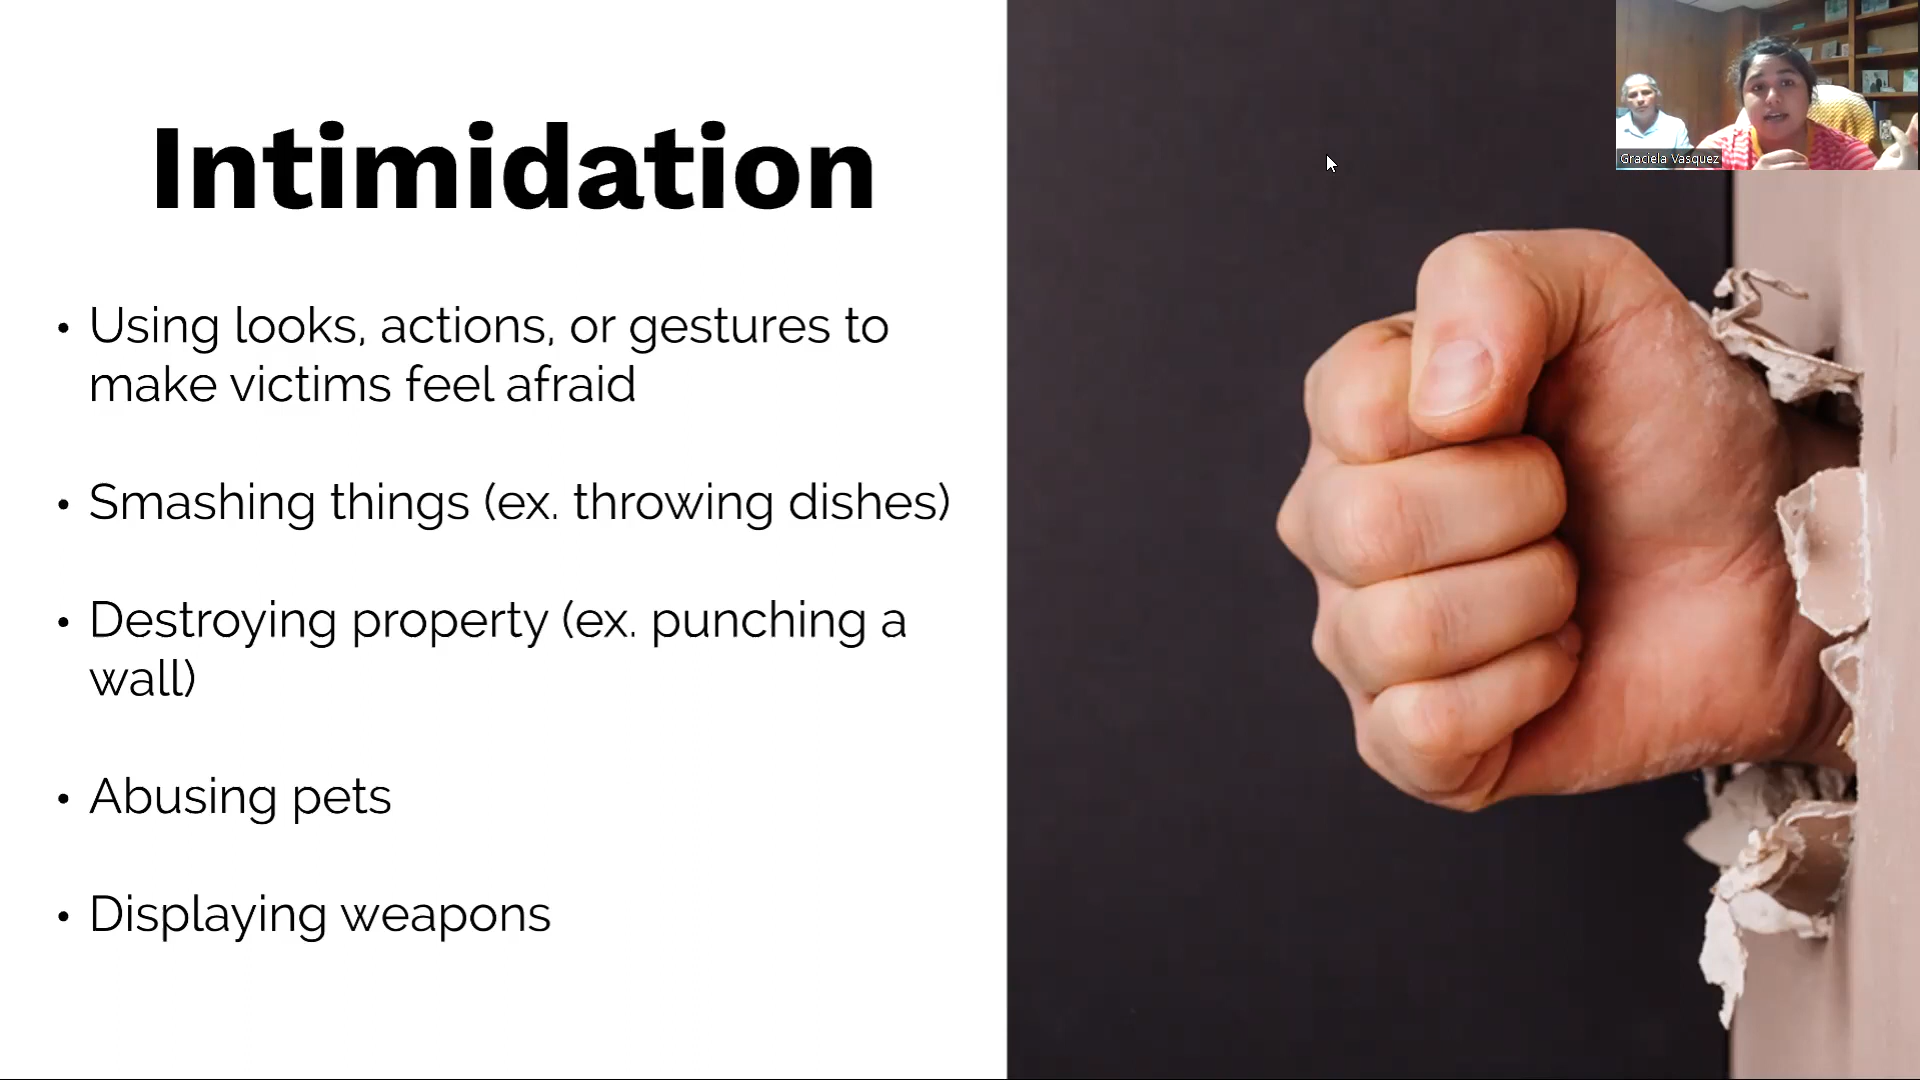 Intimidation
• Using looks, actions, or gestures to
make victims feel afraid
• Smashing things (ex. throwing dishes)
• Destroying property (ex. punching a
wall)
• Abusing pets
• Displaying weapons
Graciela Vasquez